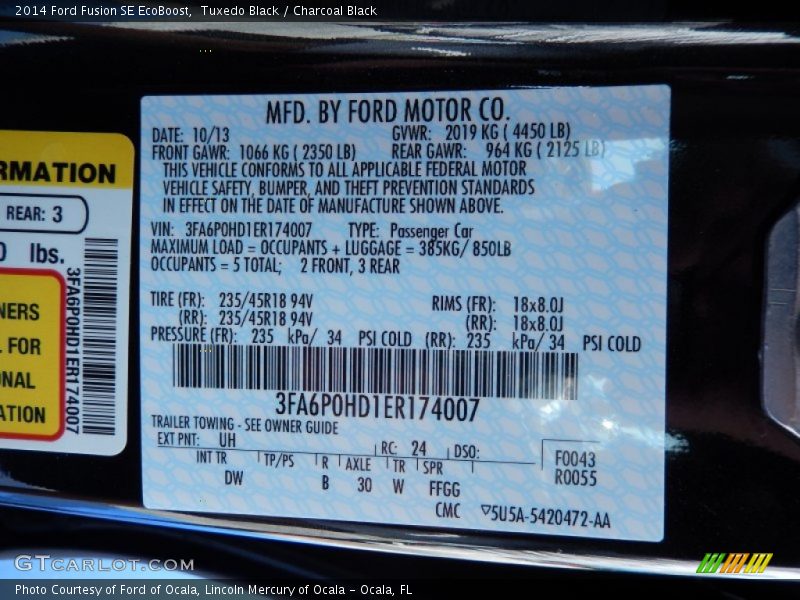 2014 Ford Fusion SE EcoBoost,  Tuxedo Black / Charcoal Black
MFD. BY FORD MOTOR CO.
DATE: 10/13 GVWR: 2019 KG ( 4450 LB)
FRONT GAWR: 1066 KG ( 2350 LB) REAR GAWR: 964 KG ( 2125 LB)
THIS VEHICLE CONFORMS TO ALL APPLICABLE FEDERAL MOTOR
VEHICLE SAFETY, BUMPER, AND THEFT PREVENTION STANDARDS
IN EFFECT ON THE DATE OF MANUFACTURE SHOWN ABOVE.
VIN: 3FA6P0HD1ER174007 TYPE: Passenger Car
MAXIMUM LOAD = OCCUPANTS + LUGGAGE = 385KG/ 850LB
OCCUPANTS = 5 TOTAL; 2 FRONT, 3 REAR
TIRE (FR): 235/45R18 94V RIMS (FR): 18x8.0J
(RR): 235/45R18 94V (RR): 18x8.0J
PRESSURE (FR): 235 kPa/ 34 PSI COLD (RR): 235 kPa/ 34 PSI COLD
3FA6P0HD1ER174007
TRAILER TOWING - SEE OWNER GUIDE
EXT PNT: UH RC: 24 DSO:
INT TR TP/PS R AXLE TR SPR
DW B 30 W FFGG
F0043
R0055
CMC ▽5U5A-5420472-AA
RMATION
REAR: 3
0 lbs.
NERS
L FOR
ONAL
ATION
3FA6P0HD1ER174007
GTCARLOT.COM
Photo Courtesy of Ford of Ocala, Lincoln Mercury of Ocala – Ocala, FL